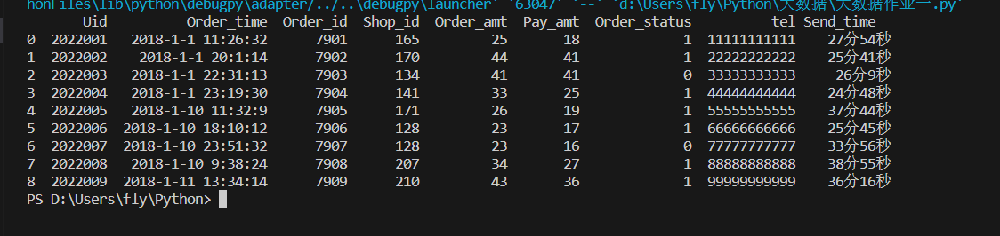 honFiles\lib\python\debugpy\adapter/../..\debugpy\launcher' '63047' '--' 'd:\Users\fly\Python\大数据\大数据作业一.py'
Uid Order_time Order_id Shop_id Order_amt Pay_amt Order_status tel Send_time
0 2022001 2018-1-1 11:26:32 7901 165 25 18 1 11111111111 27分54秒
1 2022002 2018-1-1 20:1:14 7902 170 44 41 1 22222222222 25分41秒
2 2022003 2018-1-1 22:31:13 7903 134 41 41 0 33333333333 26分9秒
3 2022004 2018-1-1 23:19:30 7904 141 33 25 1 44444444444 24分48秒
4 2022005 2018-1-10 11:32:9 7905 171 26 19 1 55555555555 37分44秒
5 2022006 2018-1-10 18:10:12 7906 128 23 17 1 66666666666 25分45秒
6 2022007 2018-1-10 23:51:32 7907 128 23 16 0 77777777777 33分56秒
7 2022008 2018-1-10 9:38:24 7908 207 34 27 1 88888888888 38分55秒
8 2022009 2018-1-11 13:34:14 7909 210 43 36 1 99999999999 36分16秒
PS D:\Users\fly\Python>